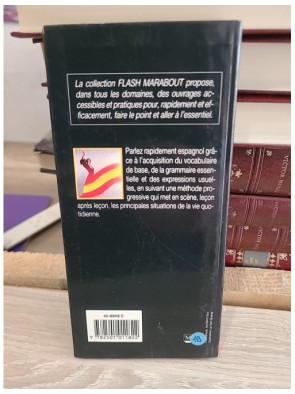 La collection FLASH MARABOUT propose,
dans tous les domaines, des ouvrages ac-
cessibles et pratiques pour, rapidement et ef-
ficacement, faire le point et aller à l'essentiel.
Parlez rapidement espagnol grâ-
ce à l'acquisition du vocabulaire
de base, de la grammaire essen-
tielle et des expressions usuel-
les, en suivant une méthode pro-
gressive qui met en scène, leçon
après leçon, les principales situations de la vie quo-
tidienne.
VICTOR HUGO